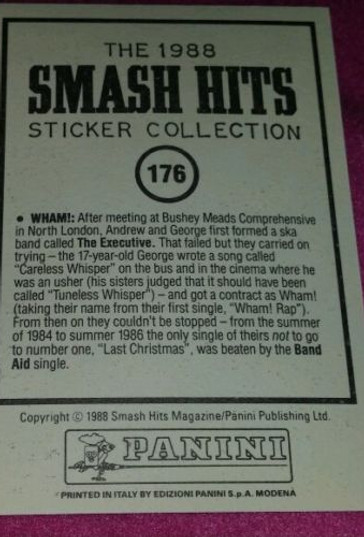 THE 1988
SMASH HITS
STICKER COLLECTION
176
• WHAM!: After meeting at Bushey Meads Comprehensive
in North London, Andrew and George first formed a ska
band called The Executive. That failed but they carried on
trying – the 17-year-old George wrote a song called
"Careless Whisper" on the bus and in the cinema where he
was an usher (his sisters judged that it should have been
called "Tuneless Whisper") – and got a contract as Wham!
(taking their name from their first single, "Wham! Rap").
From then on they couldn't be stopped – from the summer
of 1984 to summer 1986 the only single of theirs not to go
to number one, "Last Christmas", was beaten by the Band
Aid single.
Copyright © 1988 Smash Hits Magazine/Panini Publishing Ltd.
PANINI
PRINTED IN ITALY BY EDIZIONI PANINI S.p.A. MODENA